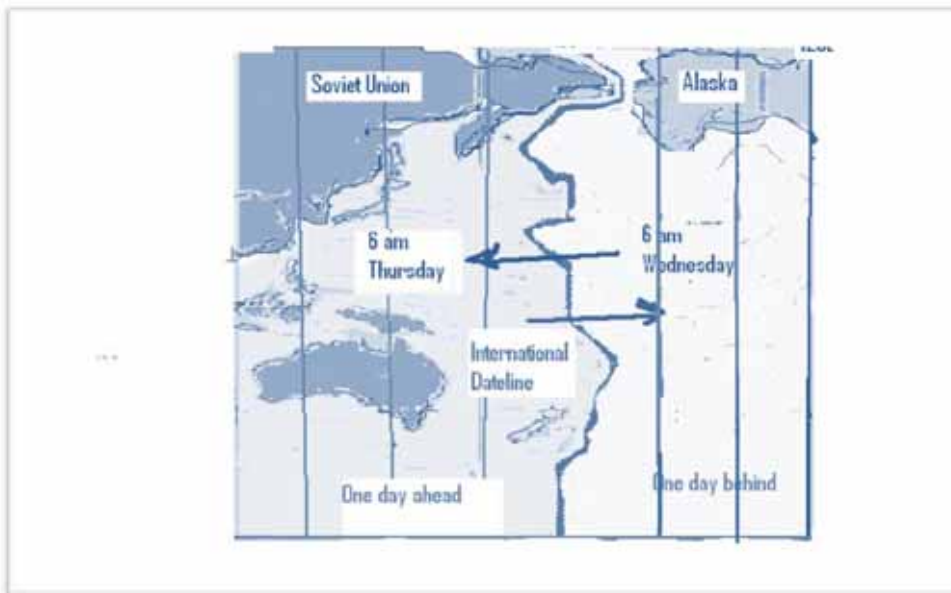 Soviet Union
Alaska
6 am
Thursday
6 am
Wednesday
International
Dateline
One day ahead
One day behind